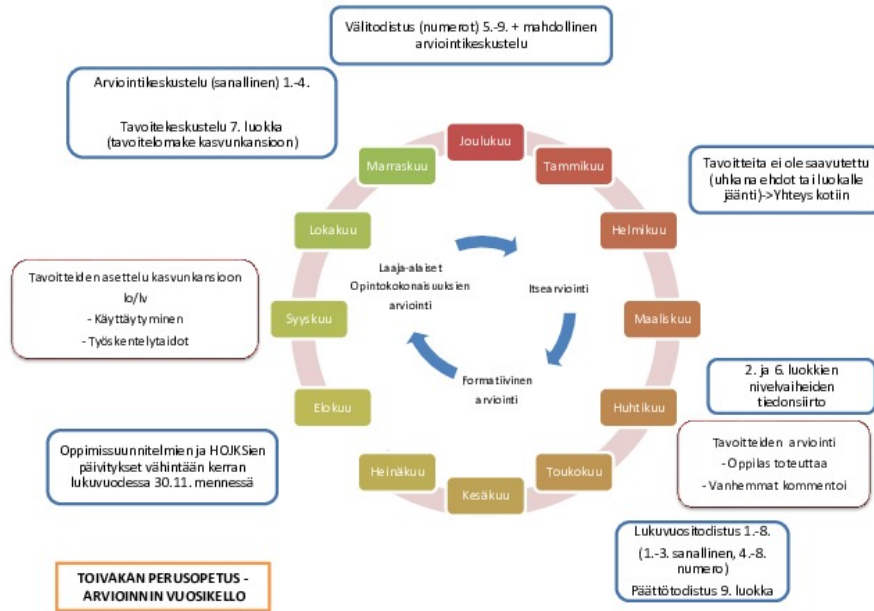 Välitodistus (numerot) 5.-9. + mahdollinen
arviointikeskustelu
Arviointikeskustelu (sanallinen) 1.-4.
Tavoitekeskustelu 7. luokka
(tavoitelomake kasvunkansioon)
Joulukuu
Marraskuu
Tammikuu
Tavoitteita ei ole saavutettu
(uhkana ehdot tai luokalle
jäänti)->Yhteys kotiin
Lokakuu
Helmikuu
Laaja-alaiset
Opintokokonaisuuksien
arviointi
Itsearviointi
Tavoitteiden asettelu kasvunkansioon
lo/lv
- Käyttäytyminen
- Työskentelytaidot
Syyskuu
Maaliskuu
Formatiivinen
arviointi
2. ja 6. luokkien
nivelvaiheiden
tiedonsiirto
Elokuu
Huhtikuu
Tavoitteiden arviointi
- Oppilas toteuttaa
- Vanhemmat kommentoi
Oppimissuunnitelmien ja HOJKSien
päivitykset vähintään kerran
lukuvuodessa 30.11. mennessä
Heinäkuu
Toukokuu
Kesäkuu
Lukuvuositodistus 1.-8.
(1.-3. sanallinen, 4.-8.
numero)
Päättötodistus 9. luokka
TOIVAKAN PERUSOPETUS -
ARVIOINNIN VUOSIKELLO